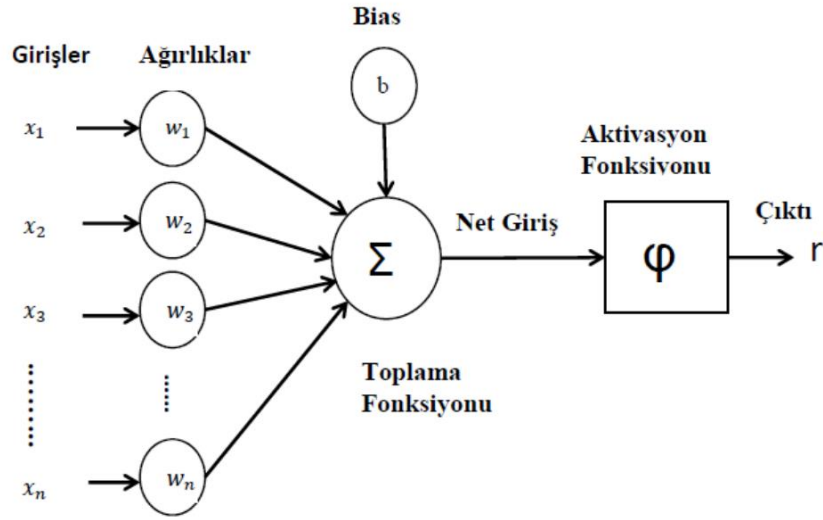 Bias
Girişler
Ağırlıklar
b
x₁
w₁
Aktivasyon
Fonksiyonu
x₂
w₂
Net Giriş
Çıktı
Σ
φ
r
x₃
w₃
Toplama
Fonksiyonu
xₙ
wₙ